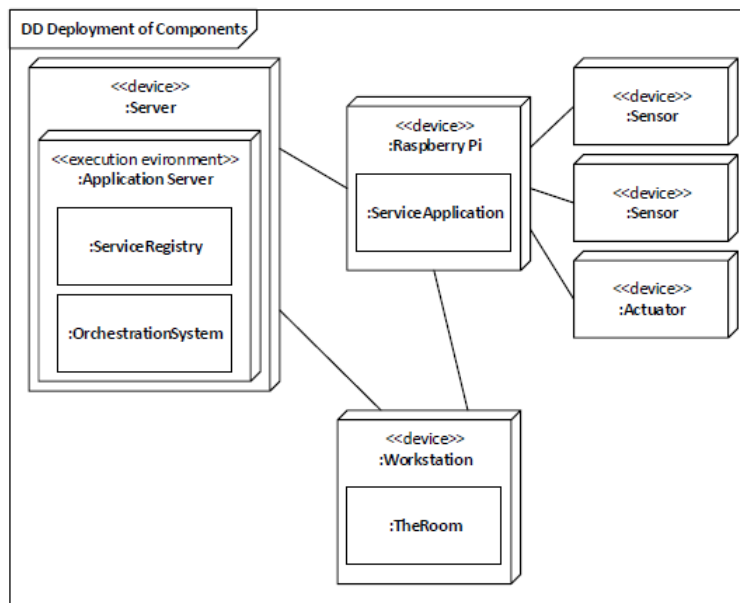 DD Deployment of Components
<<device>>
:Server
<<execution evironment>>
:Application Server
:ServiceRegistry
:OrchestrationSystem
<<device>>
:Raspberry Pi
:ServiceApplication
<<device>>
:Sensor
<<device>>
:Sensor
<<device>>
:Actuator
<<device>>
:Workstation
:TheRoom